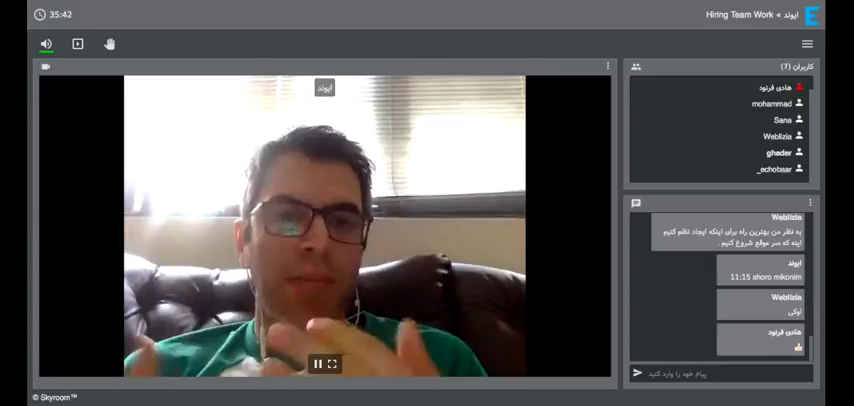 35:42
ایوند » Hiring Team Work
کاربران (7)
هادی فرنود
mohammad
Sana
Weblizia
ghader
echobaar_
ایوند
Weblizia
به نظر من بهترین راه برای اینکه ایجاد نظم کنیم
اینه که سر موقع شروع کنیم .
ایوند
11:15 shoro mikonim
Weblizia
اوکی
هادی فرنود
پیام خود را وارد کنید
© Skyroom™